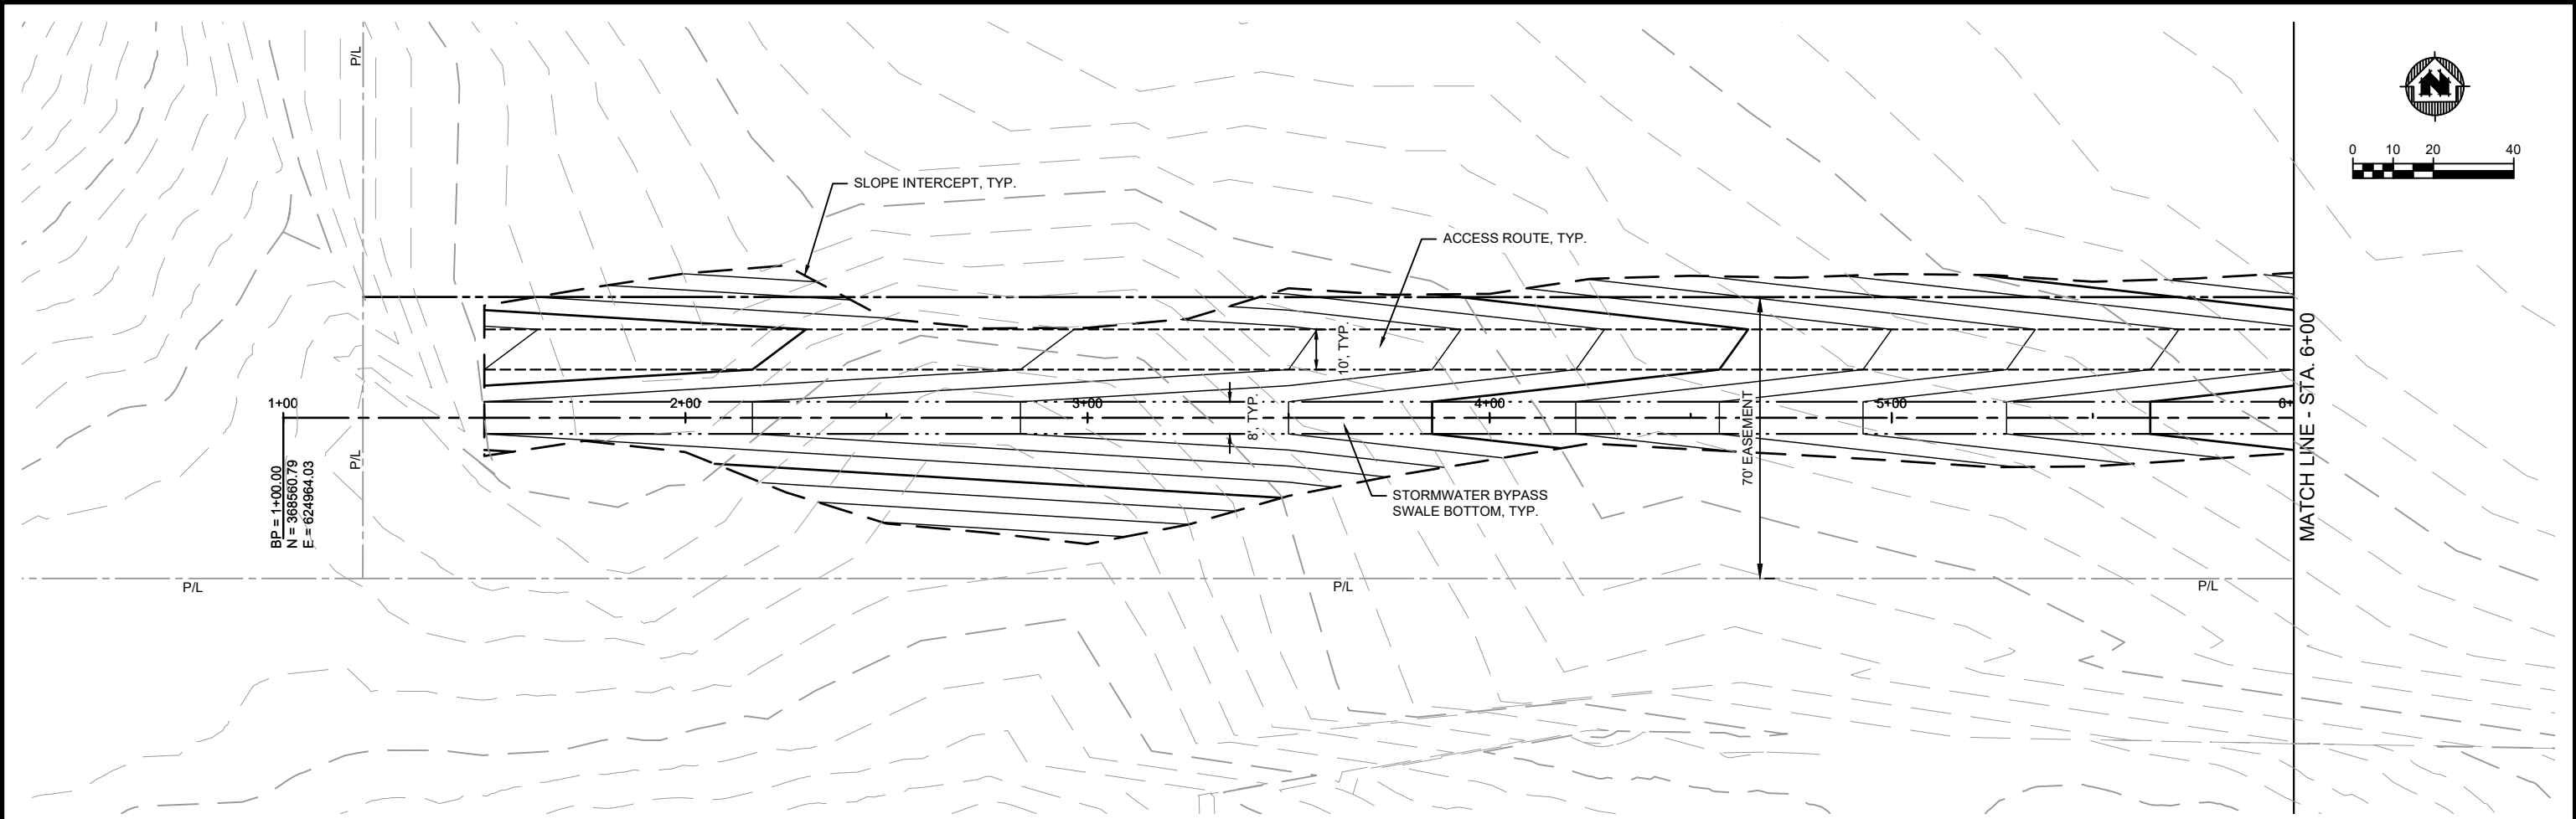 P/L
N
0 10 20 40
SLOPE INTERCEPT, TYP.
ACCESS ROUTE, TYP.
10', TYP.
8', TYP.
1+00
2+00
3+00
4+00
5+00
6+
70' EASEMENT
MATCH LINE - STA. 6+00
P/L
BP = 1+00.00
N = 368560.79
E = 624964.03
STORMWATER BYPASS
SWALE BOTTOM, TYP.
P/L
P/L
P/L